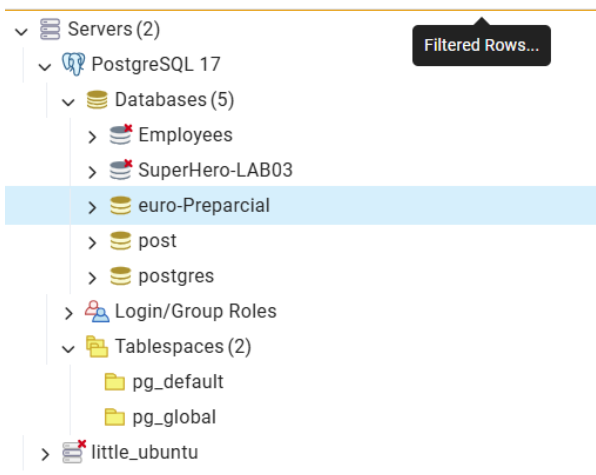 Servers (2)
Filtered Rows...
PostgreSQL 17
Databases (5)
Employees
SuperHero-LAB03
euro-Preparcial
post
postgres
Login/Group Roles
Tablespaces (2)
pg_default
pg_global
little_ubuntu